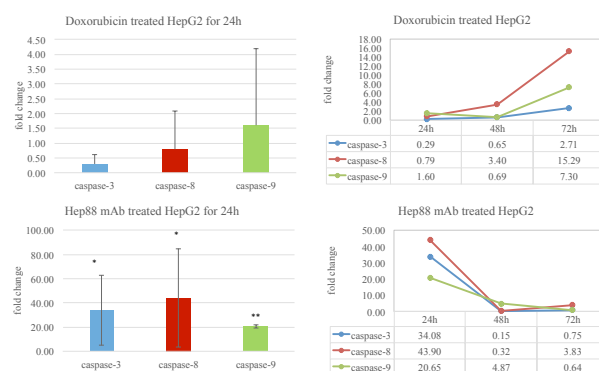 Doxorubicin treated HepG2 for 24h
4.50
4.00
3.50
3.00
2.50
2.00
1.50
1.00
0.50
0.00
fold change
caspase-3 caspase-8 caspase-9
Doxorubicin treated HepG2
18.00
16.00
14.00
12.00
10.00
8.00
6.00
4.00
2.00
0.00
fold change
24h 48h 72h
caspase-3 0.29 0.65 2.71
caspase-8 0.79 3.40 15.29
caspase-9 1.60 0.69 7.30
Hep88 mAb treated HepG2 for 24h
100.00
80.00
60.00
40.00
20.00
0.00
fold change
* * **
caspase-3 caspase-8 caspase-9
Hep88 mAb treated HepG2
50.00
40.00
30.00
20.00
10.00
0.00
fold change
24h 48h 72h
caspase-3 34.08 0.15 0.75
caspase-8 43.90 0.32 3.83
caspase-9 20.65 4.87 0.64